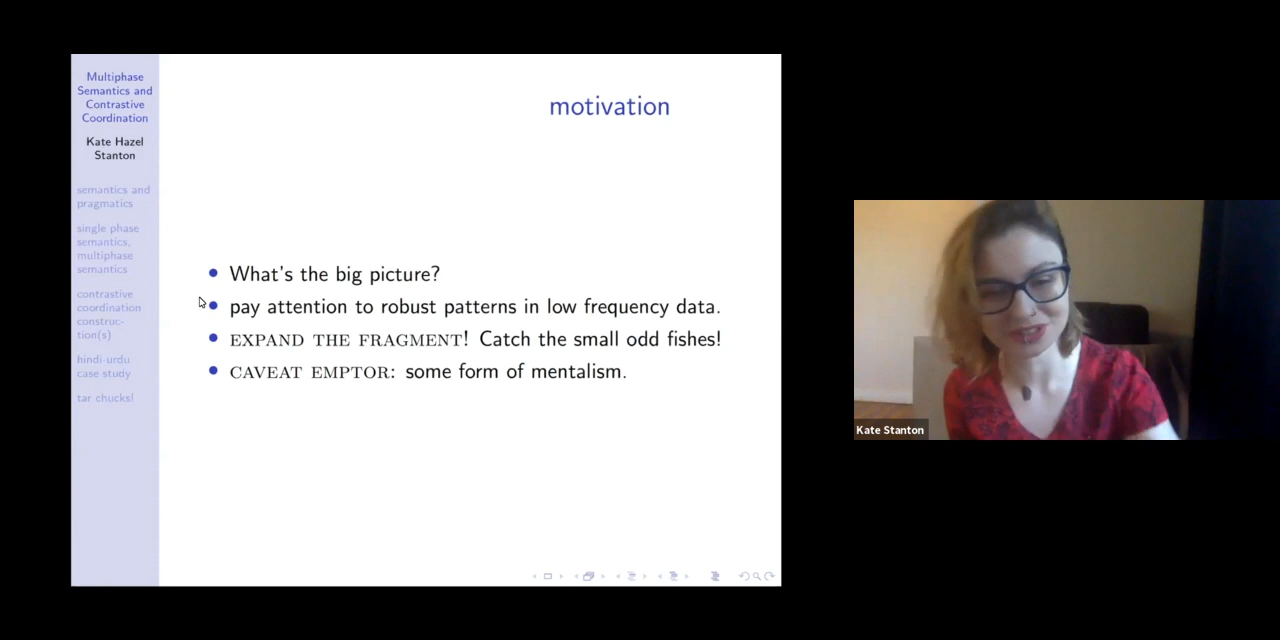 Multiphase
Semantics and
Contrastive
Coordination
Kate Hazel
Stanton
semantics and
pragmatics
single phase
semantics,
multiphase
semantics
contrastive
coordination
construc-
tion(s)
hindi-urdu
case study
tar chucks!
motivation
What's the big picture?
pay attention to robust patterns in low frequency data.
EXPAND THE FRAGMENT! Catch the small odd fishes!
CAVEAT EMPTOR: some form of mentalism.
Kate Stanton